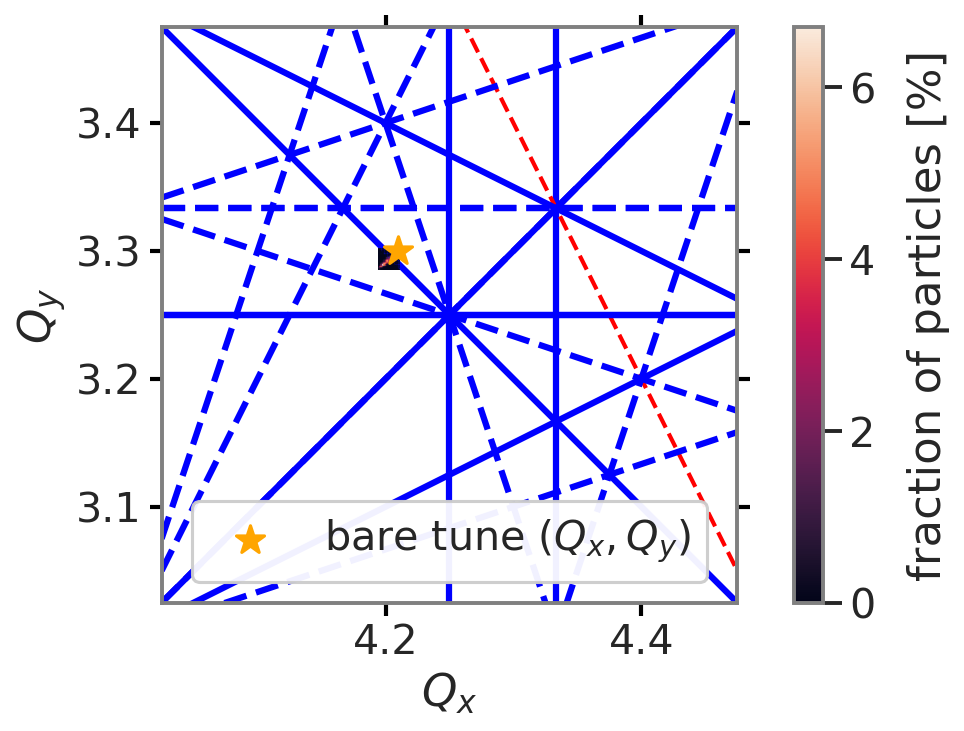 3.4
3.3
3.2
3.1
Q_y
4.2
4.4
Q_x
bare tune (Q_x, Q_y)
6
4
2
0
fraction of particles [%]